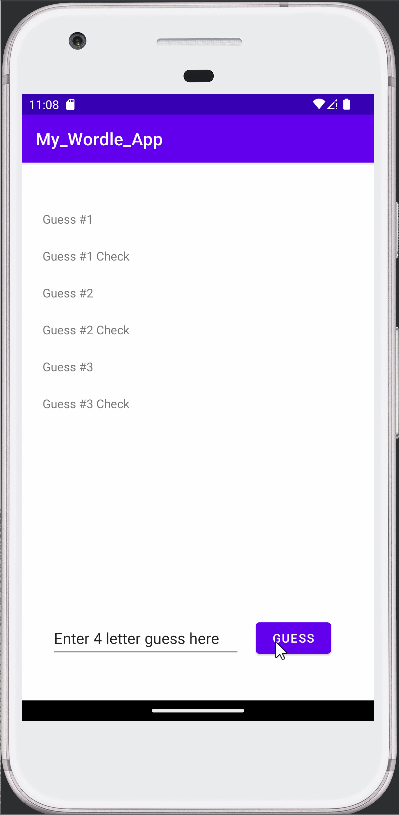 11:08
My_Wordle_App
Guess #1
Guess #1 Check
Guess #2
Guess #2 Check
Guess #3
Guess #3 Check
Enter 4 letter guess here
GUESS